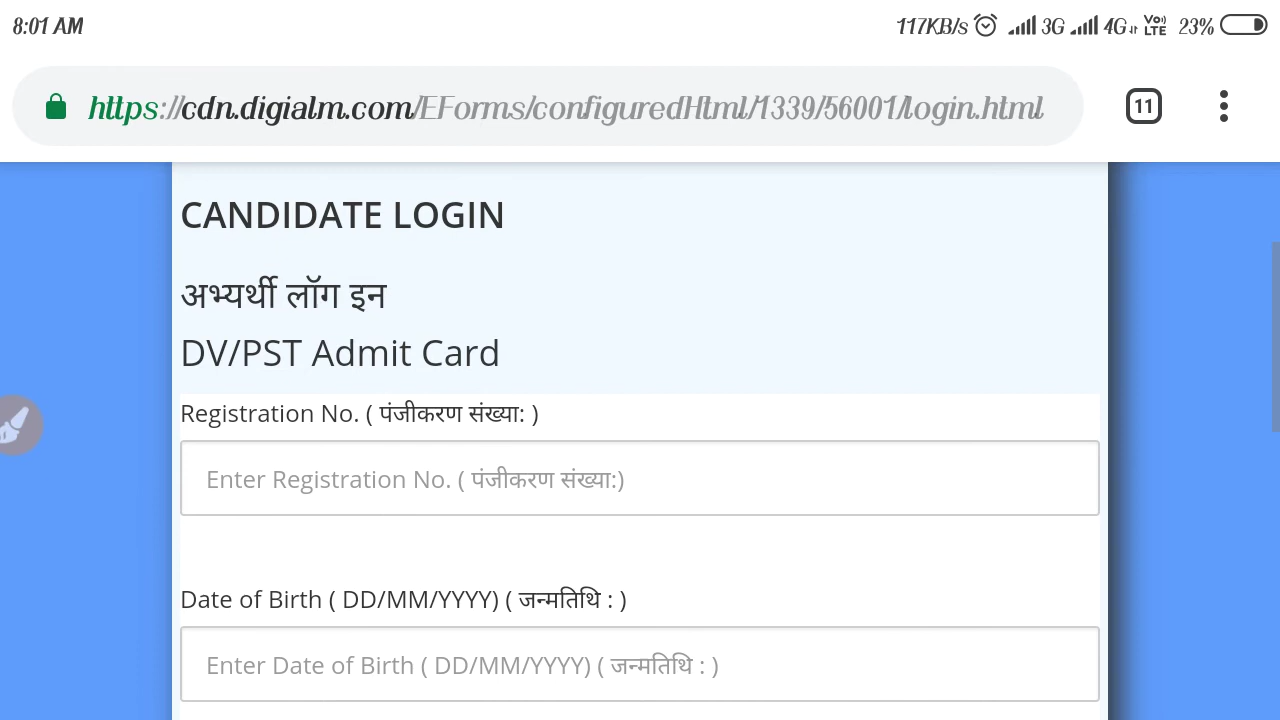 8:01 AM 117KB/s 3G 4G Vo)) LTE 23%
https://cdn.digialm.com/EForms/configuredHtml/1339/56001/login.html 11
CANDIDATE LOGIN
अभ्यर्थी लॉग इन
DV/PST Admit Card
Registration No. ( पंजीकरण संख्या: )
Enter Registration No. ( पंजीकरण संख्या:)
Date of Birth ( DD/MM/YYYY) ( जन्मतिथि : )
Enter Date of Birth ( DD/MM/YYYY) ( जन्मतिथि : )